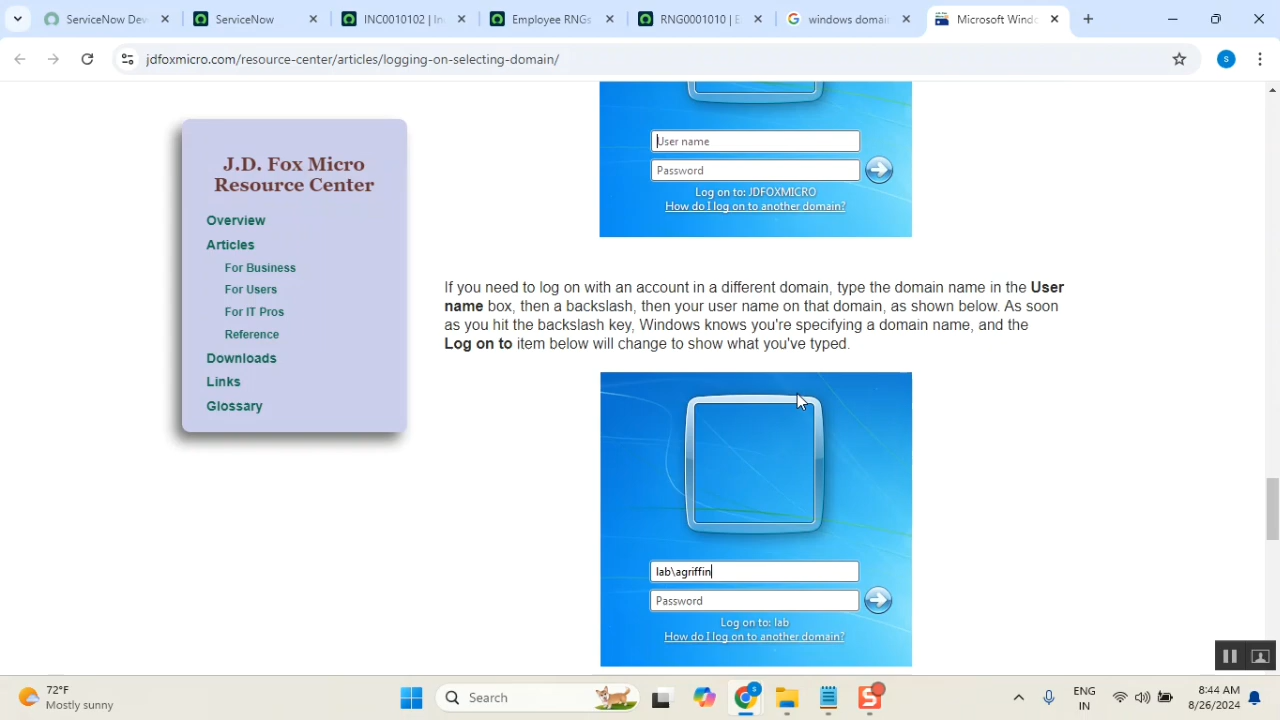 ServiceNow Dev
ServiceNow
INC0010102 | In
Employee RNGs
RNG0001010 | E
windows domai
Microsoft Windo
jdfoxmicro.com/resource-center/articles/logging-on-selecting-domain/
s
J.D. Fox Micro
Resource Center
Overview
Articles
For Business
For Users
For IT Pros
Reference
Downloads
Links
Glossary
User name
Password
Log on to: JDFOXMICRO
How do I log on to another domain?
If you need to log on with an account in a different domain, type the domain name in the User
name box, then a backslash, then your user name on that domain, as shown below. As soon
as you hit the backslash key, Windows knows you're specifying a domain name, and the
Log on to item below will change to show what you've typed.
lab\agriffin
Password
Log on to: lab
How do I log on to another domain?
72°F
Mostly sunny
Search
S
S
ENG
IN
8:44 AM
8/26/2024